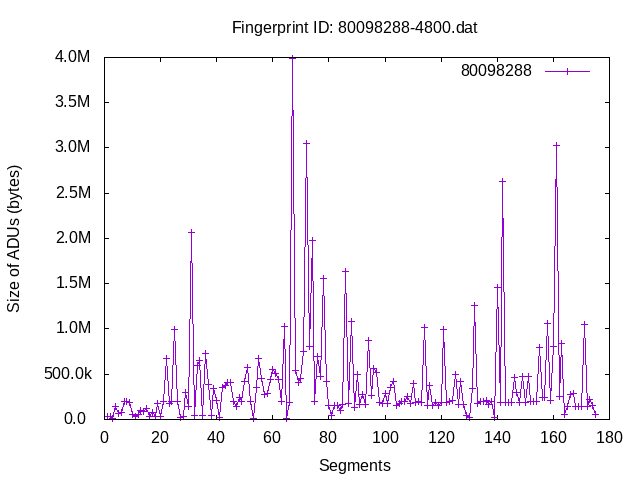 Fingerprint ID: 80098288-4800.dat
80098288
4.0M
3.5M
3.0M
2.5M
2.0M
1.5M
1.0M
500.0k
0.0
Size of ADUs (bytes)
0 20 40 60 80 100 120 140 160 180
Segments